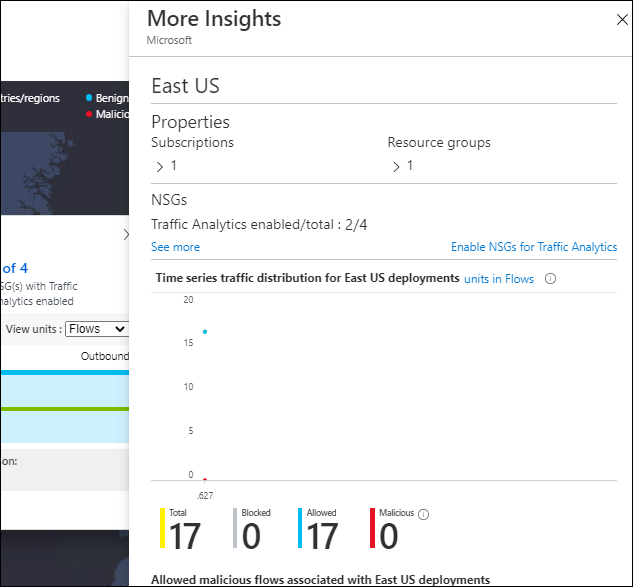 More Insights
Microsoft
East US
Properties
Subscriptions
Resource groups
1
1
NSGs
Traffic Analytics enabled/total : 2/4
See more
Enable NSGs for Traffic Analytics
Time series traffic distribution for East US deployments units in Flows
20
15
10
5
0
.627
Total
17
Blocked
0
Allowed
17
Malicious
0
Allowed malicious flows associated with East US deployments
tries/regions
Benign
Malicio
of 4
SG(s) with Traffic
nalytics enabled
View units : Flows
Outbound
on: